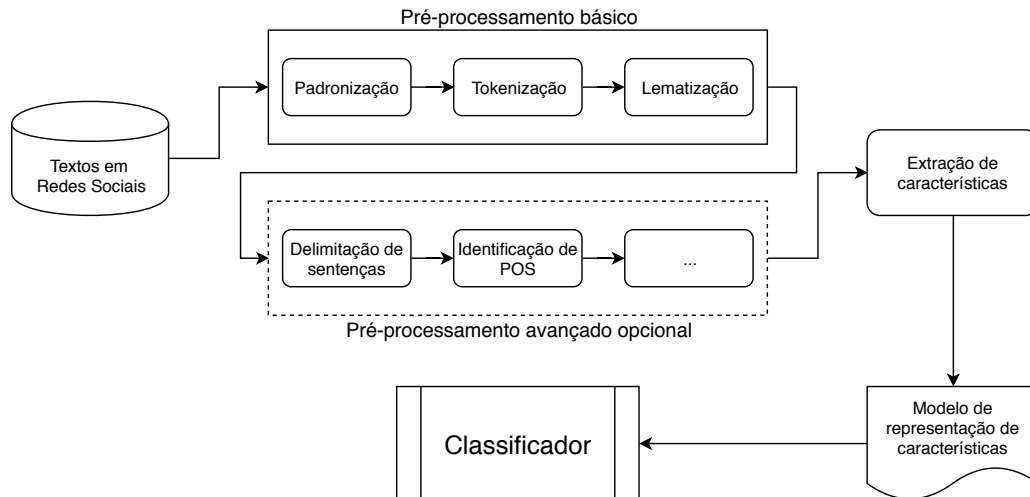 Pré-processamento básico
Padronização
Tokenização
Lematização
Textos em
Redes Sociais
Extração de
características
Delimitação de
sentenças
Identificação de
POS
...
Pré-processamento avançado opcional
Modelo de
representação de
características
Classificador